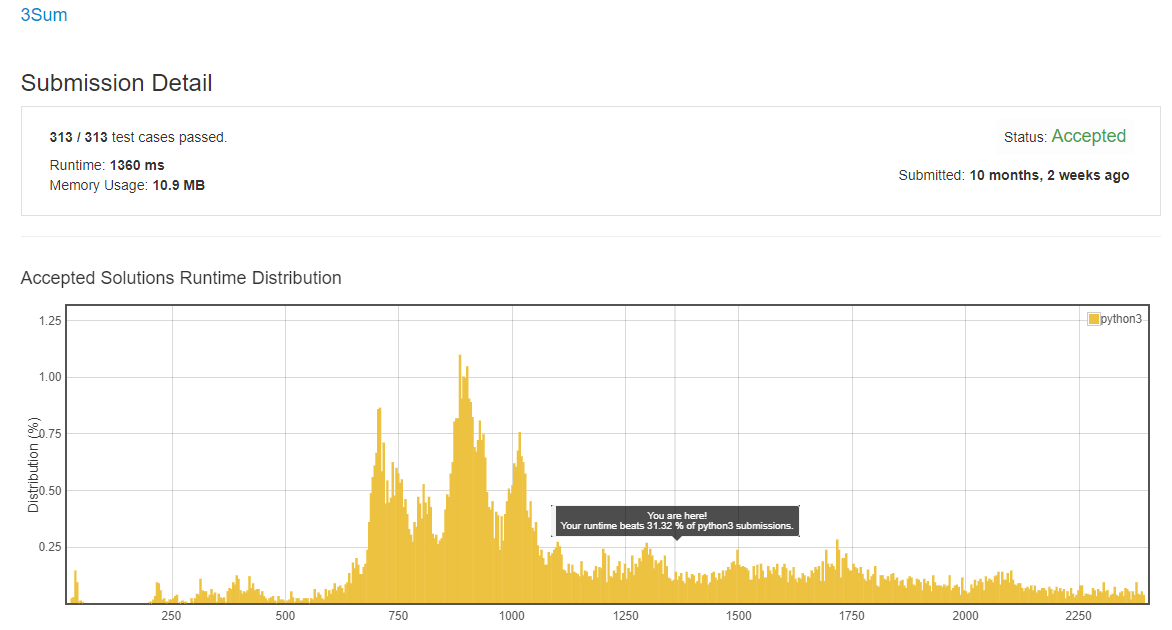 3Sum
Submission Detail
313 / 313 test cases passed.
Status: Accepted
Runtime: 1360 ms
Memory Usage: 10.9 MB
Submitted: 10 months, 2 weeks ago
Accepted Solutions Runtime Distribution
1.25
1.00
0.75
0.50
0.25
Distribution (%)
python3
You are here!
Your runtime beats 31.32 % of python3 submissions.
250
500
750
1000
1250
1500
1750
2000
2250